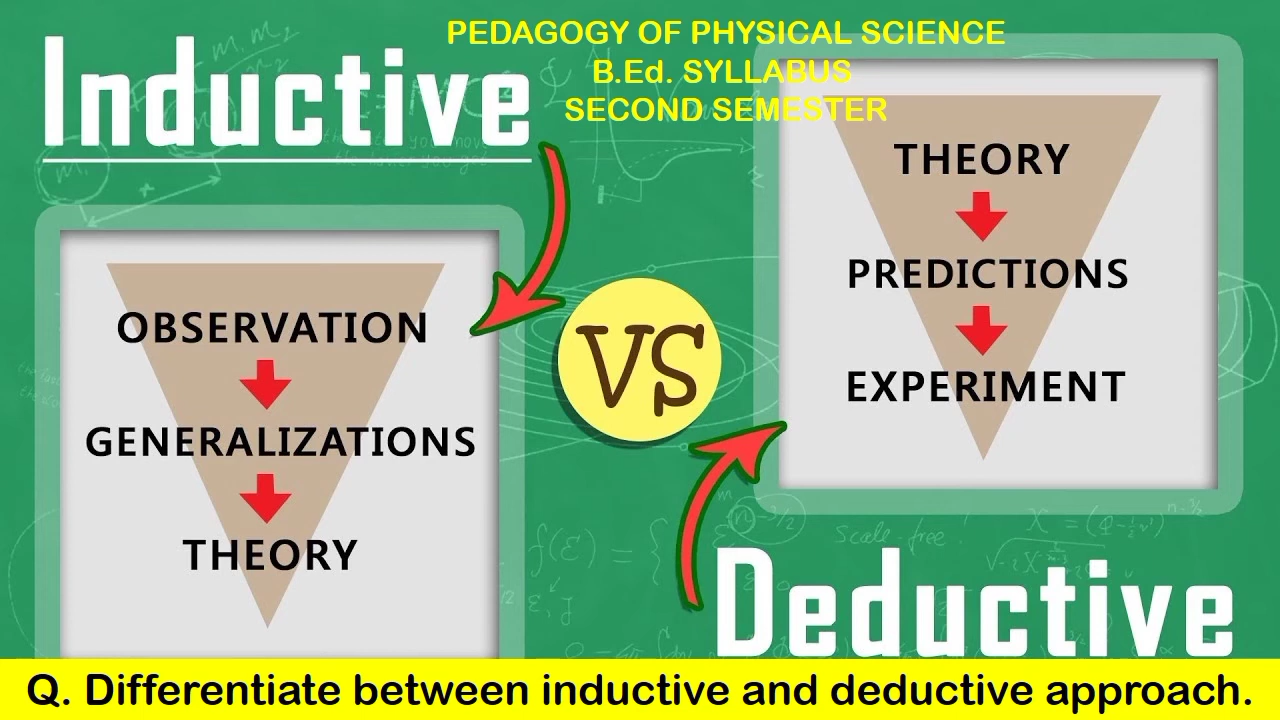 PEDAGOGY OF PHYSICAL SCIENCE
B.Ed. SYLLABUS
SECOND SEMESTER
Inductive
OBSERVATION
GENERALIZATIONS
THEORY
VS
THEORY
PREDICTIONS
EXPERIMENT
Deductive
Q. Differentiate between inductive and deductive approach.